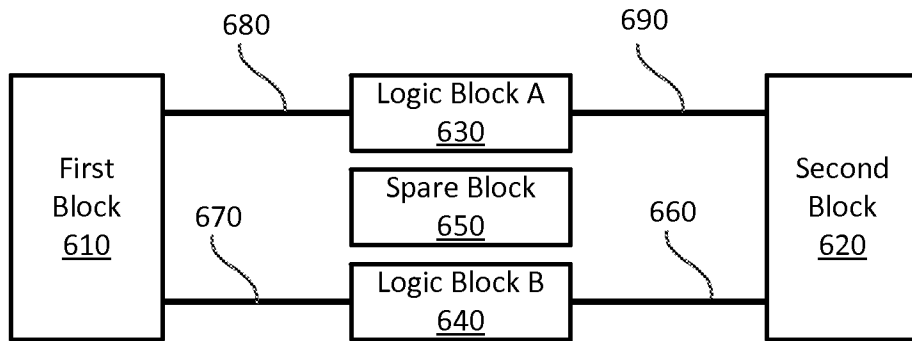 680
690
Logic Block A
630
First
Block
610
Spare Block
650
Second
Block
620
670
660
Logic Block B
640